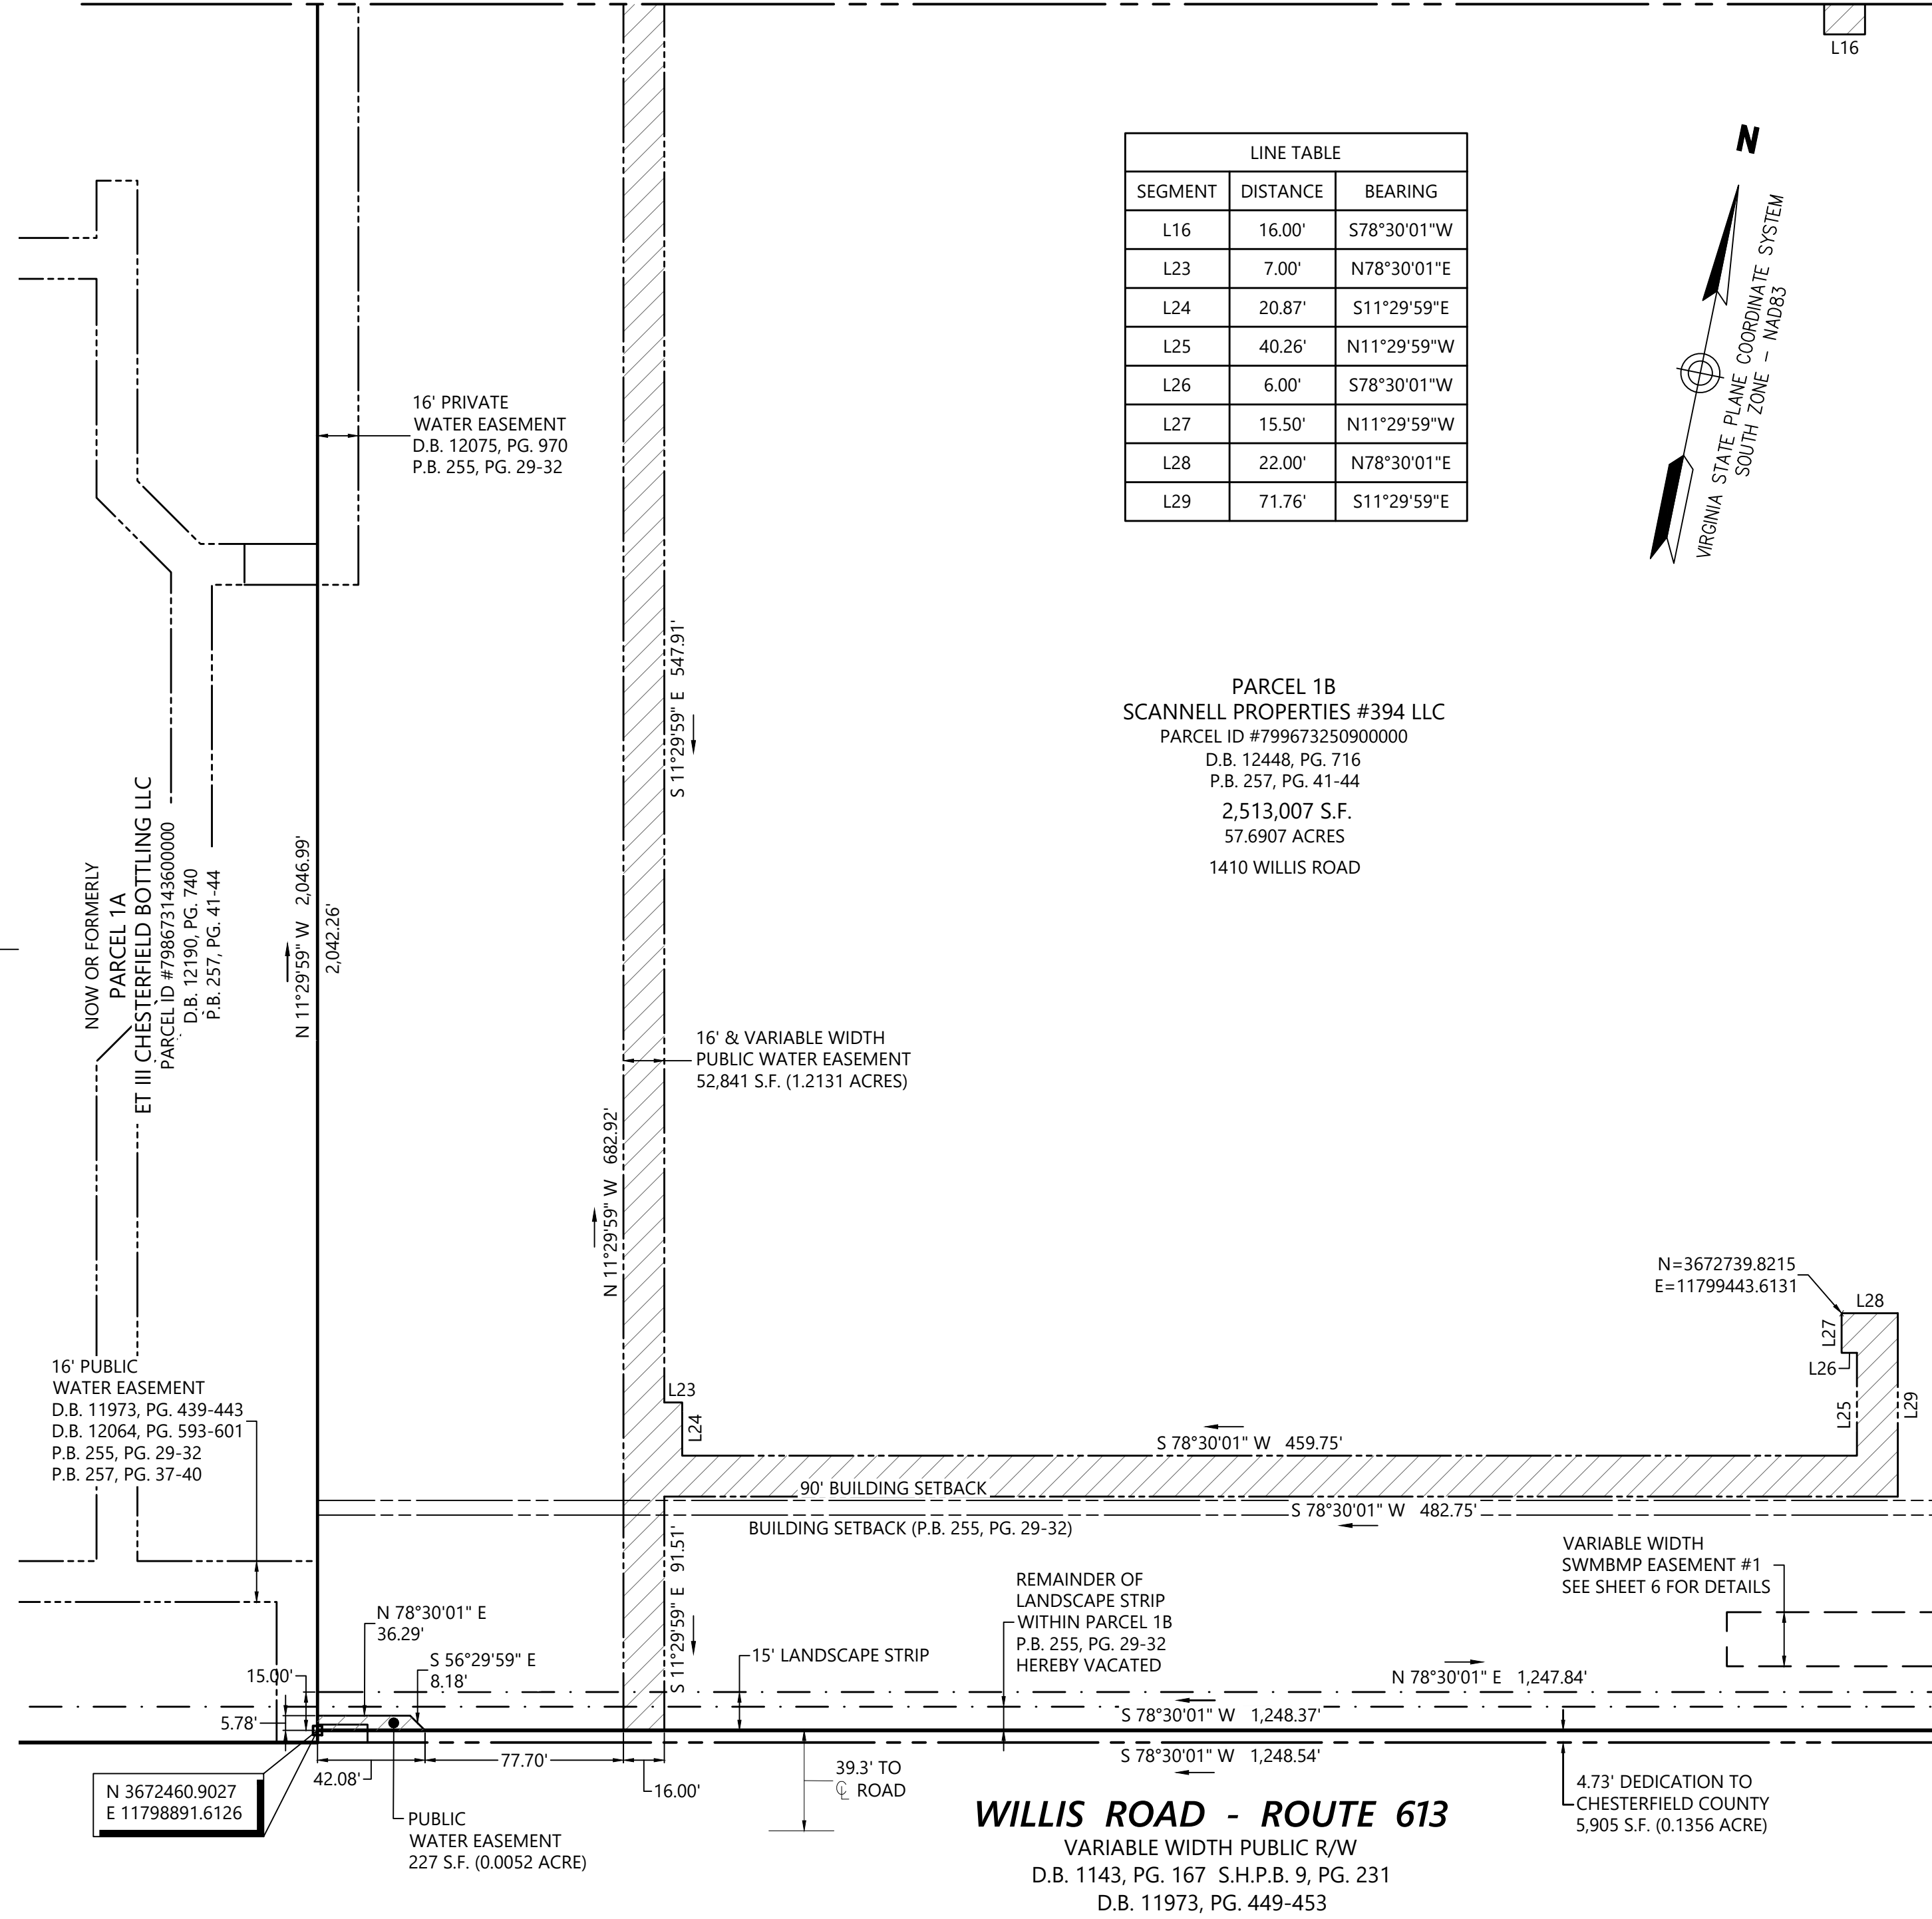 L16
N
VIRGINIA STATE PLANE COORDINATE SYSTEM
SOUTH ZONE - NAD83
LINE TABLE
SEGMENT DISTANCE BEARING
L16 16.00' S78°30'01"W
L23 7.00' N78°30'01"E
L24 20.87' S11°29'59"E
L25 40.26' N11°29'59"W
L26 6.00' S78°30'01"W
L27 15.50' N11°29'59"W
L28 22.00' N78°30'01"E
L29 71.76' S11°29'59"E
16' PRIVATE
WATER EASEMENT
D.B. 12075, PG. 970
P.B. 255, PG. 29-32
S 11°29'59" E 547.91'
PARCEL 1B
SCANNELL PROPERTIES #394 LLC
PARCEL ID #799673250900000
D.B. 12448, PG. 716
P.B. 257, PG. 41-44
2,513,007 S.F.
57.6907 ACRES
1410 WILLIS ROAD
NOW OR FORMERLY
PARCEL 1A
ET III CHESTERFIELD BOTTLING LLC
PARCEL ID #798673143600000
D.B. 12190, PG. 740
P.B. 257, PG. 41-44
N 11°29'59" W 2,046.99'
2,042.26'
16' & VARIABLE WIDTH
PUBLIC WATER EASEMENT
52,841 S.F. (1.2131 ACRES)
N 11°29'59" W 682.92'
N=3672739.8215
E=11799443.6131
L28
L27
L26
L25
L29
L23
L24
16' PUBLIC
WATER EASEMENT
D.B. 11973, PG. 439-443
D.B. 12064, PG. 593-601
P.B. 255, PG. 29-32
P.B. 257, PG. 37-40
S 78°30'01" W 459.75'
90' BUILDING SETBACK
S 78°30'01" W 482.75'
BUILDING SETBACK (P.B. 255, PG. 29-32)
S 11°29'59" E 91.51'
VARIABLE WIDTH
SWMBMP EASEMENT #1
SEE SHEET 6 FOR DETAILS
REMAINDER OF
LANDSCAPE STRIP
WITHIN PARCEL 1B
P.B. 255, PG. 29-32
HEREBY VACATED
N 78°30'01" E
36.29'
S 56°29'59" E
8.18'
15' LANDSCAPE STRIP
15.00'
5.78'
N 78°30'01" E 1,247.84'
S 78°30'01" W 1,248.37'
S 78°30'01" W 1,248.54'
42.08'
77.70'
16.00'
39.3' TO
℄ ROAD
N 3672460.9027
E 11798891.6126
PUBLIC
WATER EASEMENT
227 S.F. (0.0052 ACRE)
4.73' DEDICATION TO
CHESTERFIELD COUNTY
5,905 S.F. (0.1356 ACRE)
WILLIS ROAD - ROUTE 613
VARIABLE WIDTH PUBLIC R/W
D.B. 1143, PG. 167 S.H.P.B. 9, PG. 231
D.B. 11973, PG. 449-453